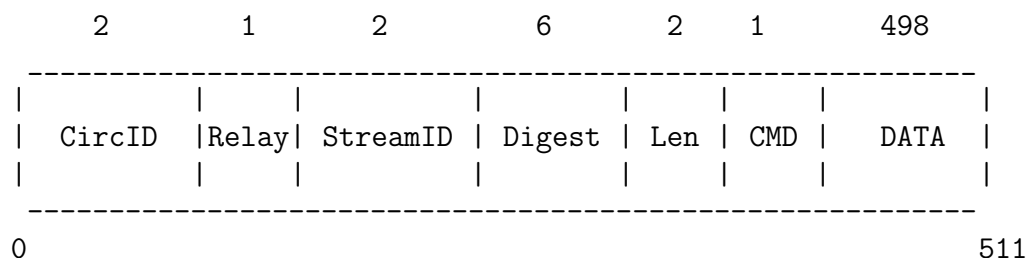 2 1 2 6 2 1 498
CircID Relay StreamID Digest Len CMD DATA
0 511